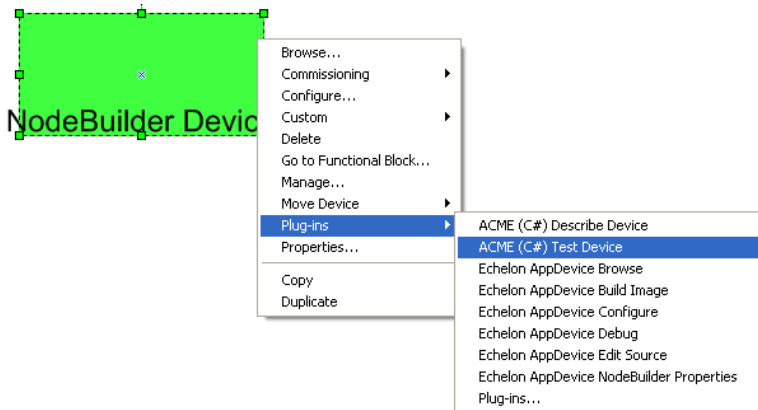 NodeBuilder Devic
Browse...
Commissioning
Configure...
Custom
Delete
Go to Functional Block...
Manage...
Move Device
Plug-ins
Properties...
Copy
Duplicate
ACME (C#) Describe Device
ACME (C#) Test Device
Echelon AppDevice Browse
Echelon AppDevice Build Image
Echelon AppDevice Configure
Echelon AppDevice Debug
Echelon AppDevice Edit Source
Echelon AppDevice NodeBuilder Properties
Plug-ins...